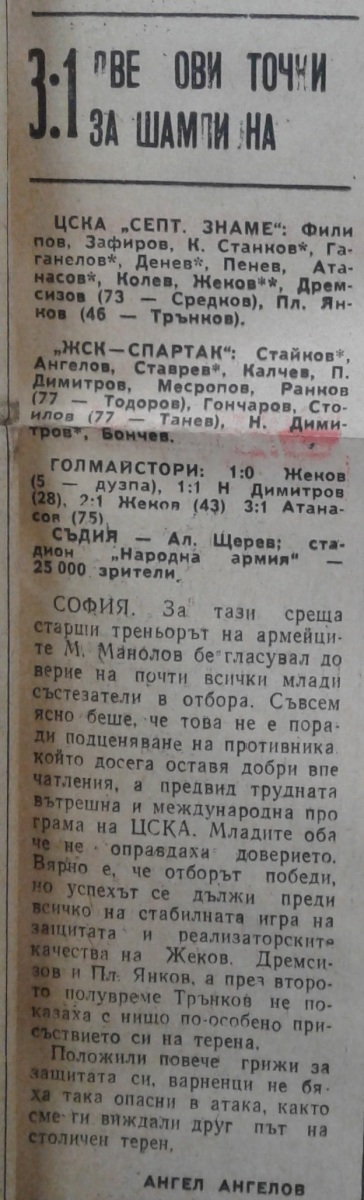 3:1 ДВЕ ОВИ ТОЧКИ
ЗА ШАМПИ НА
ЦСКА „СЕПТ. ЗНАМЕ": Фили
пов, Зафиров, К. Станков*, Га-
ганелов*, Денев*, Пенев, Ата-
насов*, Колев, Жеков**, Дрем-
сизов (73 — Средков), Пл. Ян-
ков (46 — Трънков).
„ЖСК—СПАРТАК": Стайков*,
Ангелов, Ставрев*, Калчев, П.
Димитров, Месропов, Ранков
(77 — Тодоров), Гончаров, Сто-
илов (77 — Танев), Н. Дими-
тров*, Бончев.
ГОЛМАЙСТОРИ: 1:0 Жеков
(5 — дузпа), 1:1 Н Димитров
(28), 2:1 Жеков (43) 3:1 Атана-
сов (75).
СЪДИЯ — Ал. Щерев; ста-
дион „Народна армия" —
25 000 зрители.
СОФИЯ. За тази среща
старши треньорът на армейци-
те М. Манолов бе гласувал до
верие на почти всички млади
състезатели в отбора. Съвсем
ясно беше, че това не е пора-
ди подценяване на противника
който досега оставя добри впе
чатления, а предвид трудната
вътрешна и международна про
грама на ЦСКА. Младите оба
че не оправдаха доверието.
Вярно е, че отборът победи,
но успехът се дължи преди
всичко на стабилната игра на
защитата и реализаторските
качества на Жеков. Дремси-
зов и Пл. Янков, а през второ-
то полувреме Трънков не по-
казаха с нищо по-особено при-
съствието си на терена.
Положили повече грижи за
защитата си, варненци не бя-
ха така опасни в атака, както
сме ги виждали друг път на
столичен терен.
АНГЕЛ АНГЕЛОВ